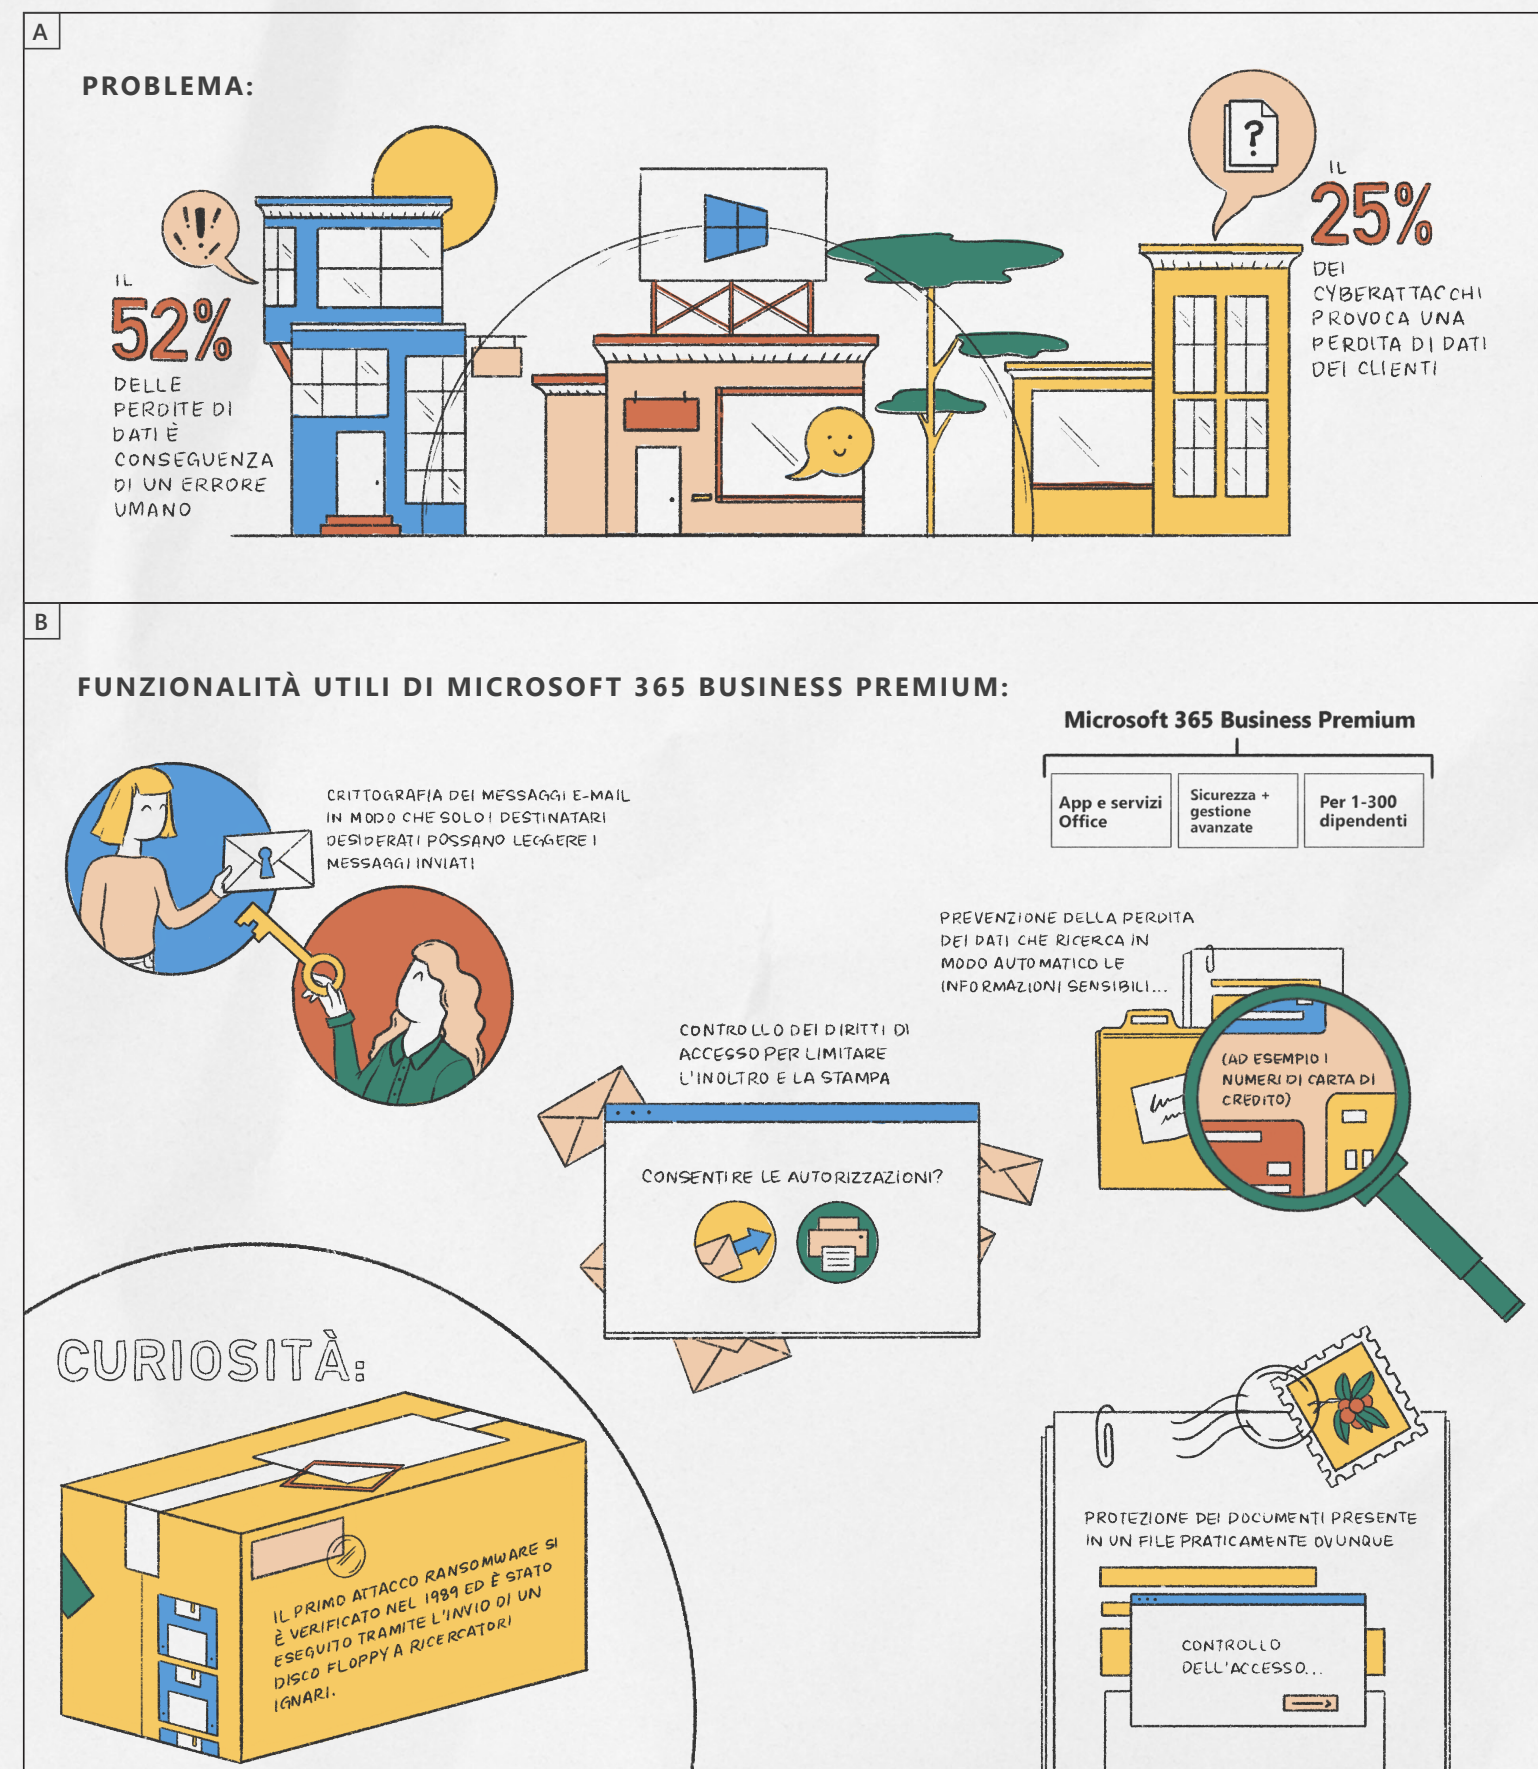 A
PROBLEMA:
IL
52%
DELLE
PERDITE DI
DATI È
CONSEGUENZA
DI UN ERRORE
UMANO
?
IL
25%
DEI
CYBERATTACCHI
PROVOCA UNA
PERDITA DI DATI
DEI CLIENTI
B
FUNZIONALITÀ UTILI DI MICROSOFT 365 BUSINESS PREMIUM:
Microsoft 365 Business Premium
App e servizi
Office
Sicurezza +
gestione
avanzate
Per 1-300
dipendenti
CRITTOGRAFIA DEI MESSAGGI E-MAIL
IN MODO CHE SOLO I DESTINATARI
DESIDERATI POSSANO LEGGERE I
MESSAGGI INVIATI
PREVENZIONE DELLA PERDITA
DEI DATI CHE RICERCA IN
MODO AUTOMATICO LE
INFORMAZIONI SENSIBILI...
(AD ESEMPIO I
NUMERI DI CARTA DI
CREDITO)
CONTROLLO DEI DIRITTI DI
ACCESSO PER LIMITARE
L'INOLTRO E LA STAMPA
CONSENTIRE LE AUTORIZZAZIONI?
CURIOSITÀ:
IL PRIMO ATTACCO RANSOMWARE SI
È VERIFICATO NEL 1989 ED È STATO
ESEGUITO TRAMITE L'INVIO DI UN
DISCO FLOPPY A RICERCATORI
IGNARI.
PROTEZIONE DEI DOCUMENTI PRESENTE
IN UN FILE PRATICAMENTE OVUNQUE
CONTROLLO
DELL'ACCESSO...